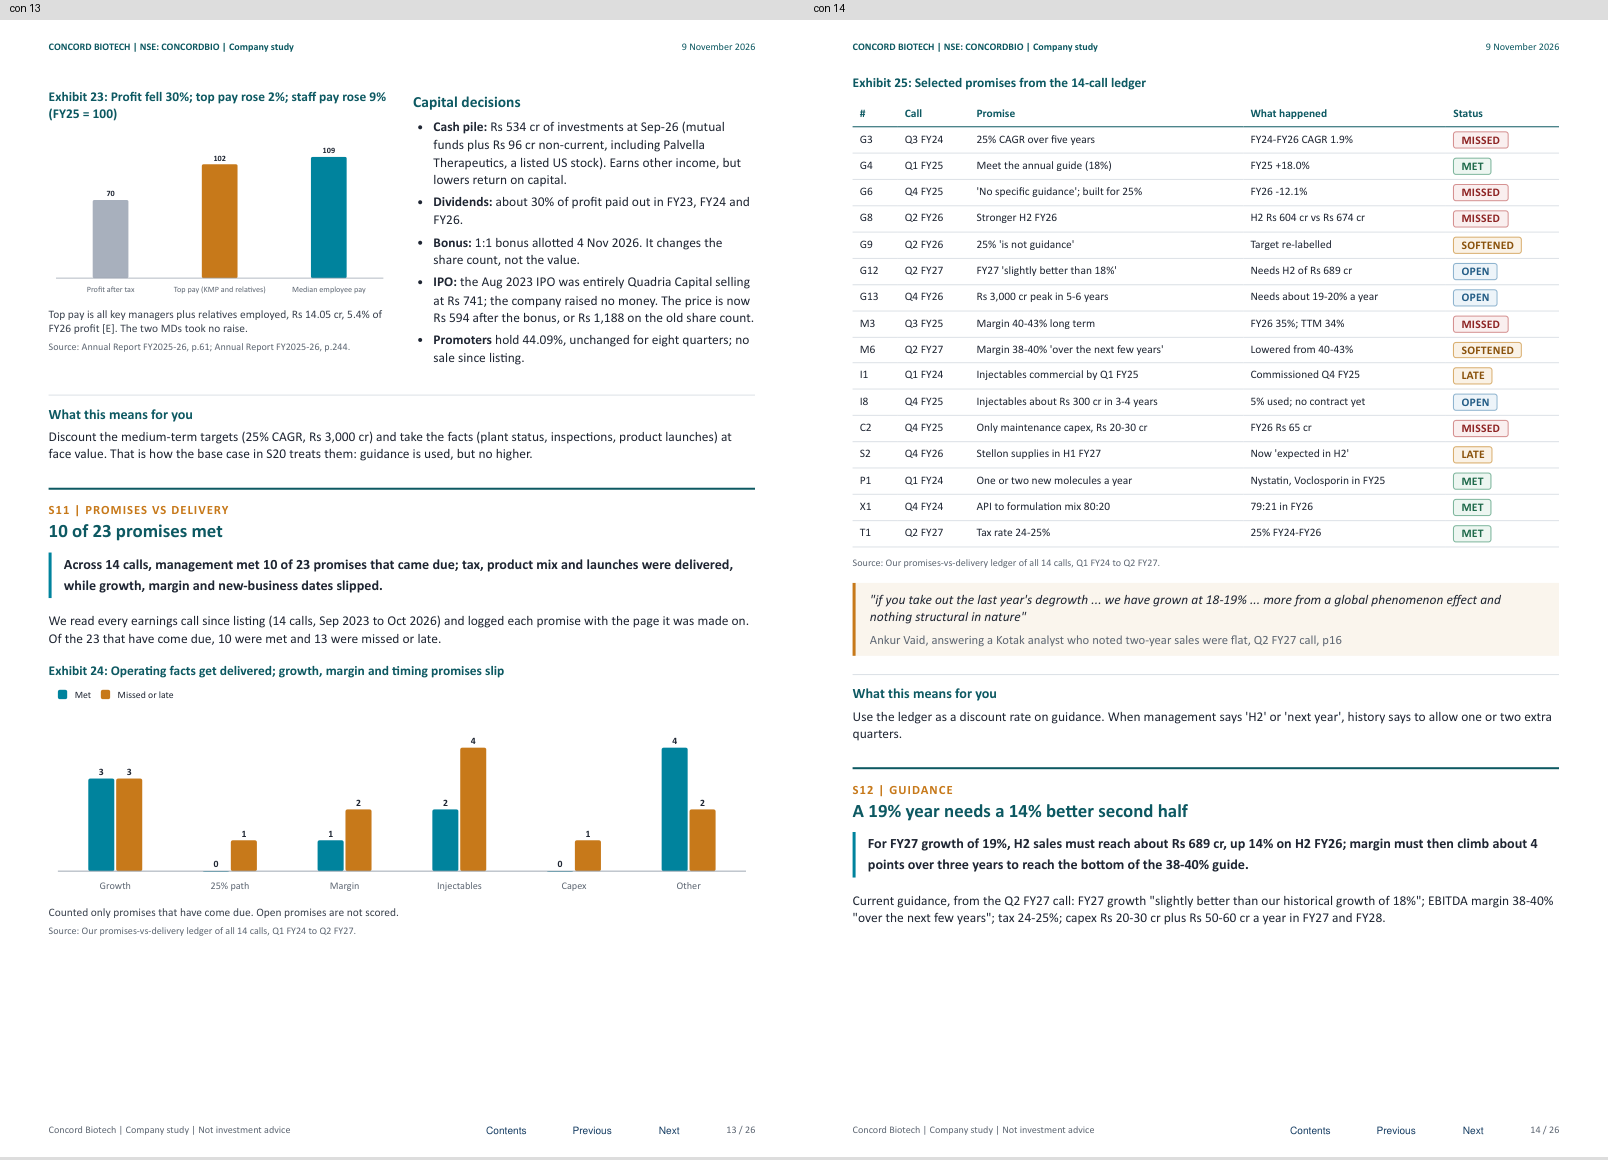 con 13
CONCORD BIOTECH | NSE: CONCORDBIO | Company study
9 November 2026
Exhibit 23: Profit fell 30%; top pay rose 2%; staff pay rose 9%
(FY25 = 100)
70
102
109
Profit after tax
Top pay (KMP and relatives)
Median employee pay
Top pay is all key managers plus relatives employed, Rs 14.05 cr, 5.4% of
FY26 profit [E]. The two MDs took no raise.
Source: Annual Report FY2025-26, p.61; Annual Report FY2025-26, p.244.
Capital decisions
• Cash pile: Rs 534 cr of investments at Sep-26 (mutual
funds plus Rs 96 cr non-current, including Palvella
Therapeutics, a listed US stock). Earns other income, but
lowers return on capital.
• Dividends: about 30% of profit paid out in FY23, FY24 and
FY26.
• Bonus: 1:1 bonus allotted 4 Nov 2026. It changes the
share count, not the value.
• IPO: the Aug 2023 IPO was entirely Quadria Capital selling
at Rs 741; the company raised no money. The price is now
Rs 594 after the bonus, or Rs 1,188 on the old share count.
• Promoters hold 44.09%, unchanged for eight quarters; no
sale since listing.
What this means for you
Discount the medium-term targets (25% CAGR, Rs 3,000 cr) and take the facts (plant status, inspections, product launches) at
face value. That is how the base case in S20 treats them: guidance is used, but no higher.
S11 | PROMISES VS DELIVERY
10 of 23 promises met
Across 14 calls, management met 10 of 23 promises that came due; tax, product mix and launches were delivered,
while growth, margin and new-business dates slipped.
We read every earnings call since listing (14 calls, Sep 2023 to Oct 2026) and logged each promise with the page it was made on.
Of the 23 that have come due, 10 were met and 13 were missed or late.
Exhibit 24: Operating facts get delivered; growth, margin and timing promises slip
Met Missed or late
3 3
0 1
1 2
2 4
0 1
4 2
Growth
25% path
Margin
Injectables
Capex
Other
Counted only promises that have come due. Open promises are not scored.
Source: Our promises-vs-delivery ledger of all 14 calls, Q1 FY24 to Q2 FY27.
Concord Biotech | Company study | Not investment advice
Contents Previous Next 13 / 26
con 14
CONCORD BIOTECH | NSE: CONCORDBIO | Company study
9 November 2026
Exhibit 25: Selected promises from the 14-call ledger
# Call Promise What happened Status
G3 Q3 FY24 25% CAGR over five years FY24-FY26 CAGR 1.9% MISSED
G4 Q1 FY25 Meet the annual guide (18%) FY25 +18.0% MET
G6 Q4 FY25 'No specific guidance'; built for 25% FY26 -12.1% MISSED
G8 Q2 FY26 Stronger H2 FY26 H2 Rs 604 cr vs Rs 674 cr MISSED
G9 Q2 FY26 25% 'is not guidance' Target re-labelled SOFTENED
G12 Q2 FY27 FY27 'slightly better than 18%' Needs H2 of Rs 689 cr OPEN
G13 Q4 FY26 Rs 3,000 cr peak in 5-6 years Needs about 19-20% a year OPEN
M3 Q3 FY25 Margin 40-43% long term FY26 35%; TTM 34% MISSED
M6 Q2 FY27 Margin 38-40% 'over the next few years' Lowered from 40-43% SOFTENED
I1 Q1 FY24 Injectables commercial by Q1 FY25 Commissioned Q4 FY25 LATE
I8 Q4 FY25 Injectables about Rs 300 cr in 3-4 years 5% used; no contract yet OPEN
C2 Q4 FY25 Only maintenance capex, Rs 20-30 cr FY26 Rs 65 cr MISSED
S2 Q4 FY26 Stellon supplies in H1 FY27 Now 'expected in H2' LATE
P1 Q1 FY24 One or two new molecules a year Nystatin, Voclosporin in FY25 MET
X1 Q4 FY24 API to formulation mix 80:20 79:21 in FY26 MET
T1 Q2 FY27 Tax rate 24-25% 25% FY24-FY26 MET
Source: Our promises-vs-delivery ledger of all 14 calls, Q1 FY24 to Q2 FY27.
"if you take out the last year's degrowth ... we have grown at 18-19% ... more from a global phenomenon effect and
nothing structural in nature"
Ankur Vaid, answering a Kotak analyst who noted two-year sales were flat, Q2 FY27 call, p16
What this means for you
Use the ledger as a discount rate on guidance. When management says 'H2' or 'next year', history says to allow one or two extra
quarters.
S12 | GUIDANCE
A 19% year needs a 14% better second half
For FY27 growth of 19%, H2 sales must reach about Rs 689 cr, up 14% on H2 FY26; margin must then climb about 4
points over three years to reach the bottom of the 38-40% guide.
Current guidance, from the Q2 FY27 call: FY27 growth "slightly better than our historical growth of 18%"; EBITDA margin 38-40%
"over the next few years"; tax 24-25%; capex Rs 20-30 cr plus Rs 50-60 cr a year in FY27 and FY28.
Concord Biotech | Company study | Not investment advice
Contents Previous Next 14 / 26